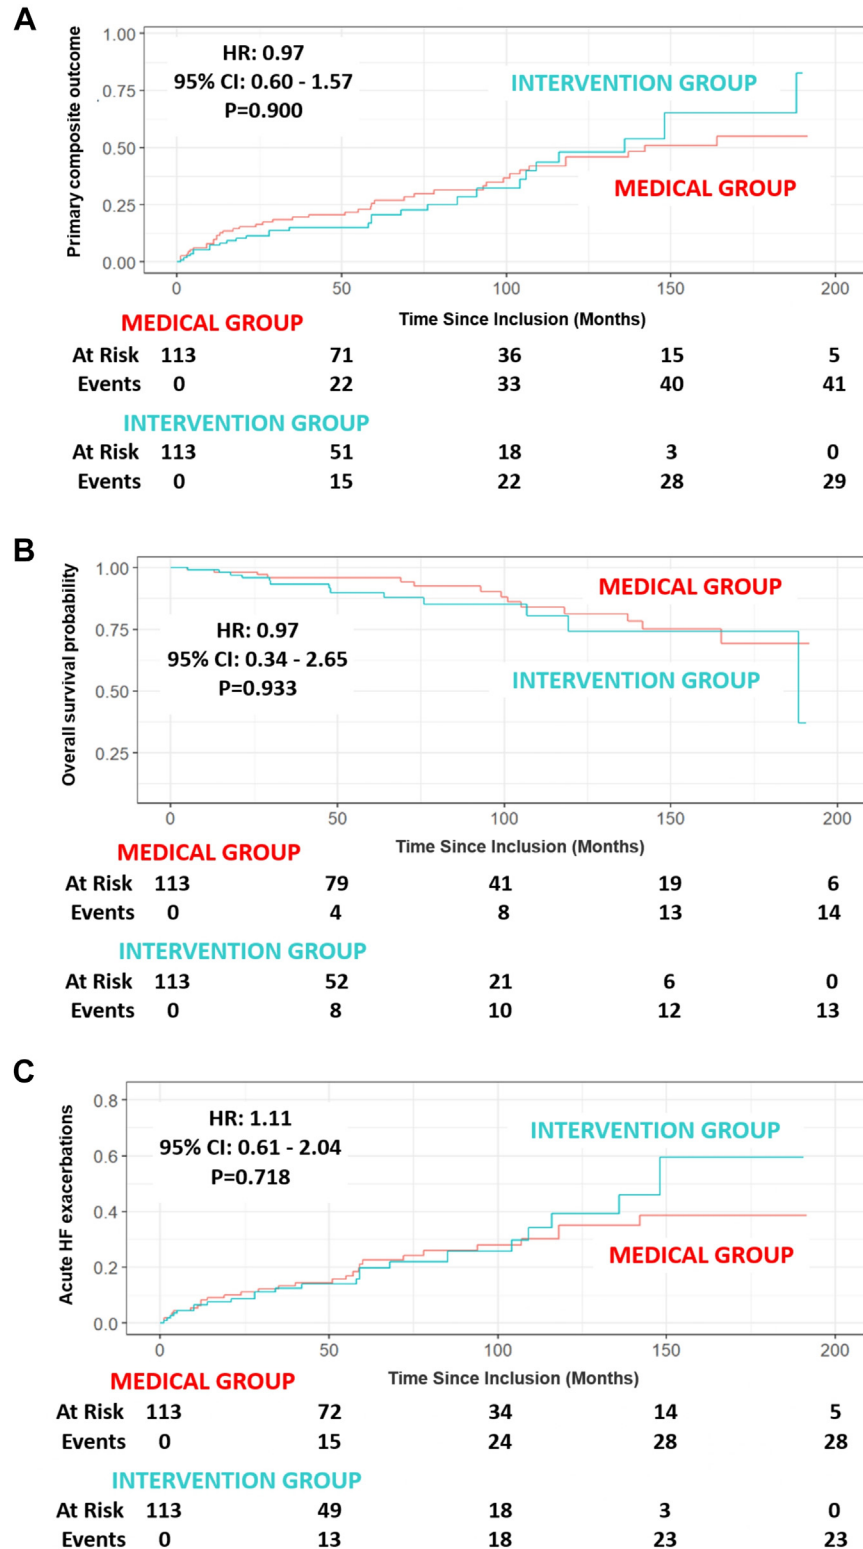 A
Primary composite outcome
1.00
0.75
0.50
0.25
0.00
HR: 0.97
95% CI: 0.60 - 1.57
P=0.900
INTERVENTION GROUP
MEDICAL GROUP
0 50 100 150 200
Time Since Inclusion (Months)
MEDICAL GROUP
At Risk 113 71 36 15 5
Events 0 22 33 40 41
INTERVENTION GROUP
At Risk 113 51 18 3 0
Events 0 15 22 28 29
B
Overall survival probability
1.00
0.75
0.50
0.25
MEDICAL GROUP
HR: 0.97
95% CI: 0.34 - 2.65
P=0.933
INTERVENTION GROUP
0 50 100 150 200
Time Since Inclusion (Months)
MEDICAL GROUP
At Risk 113 79 41 19 6
Events 0 4 8 13 14
INTERVENTION GROUP
At Risk 113 52 21 6 0
Events 0 8 10 12 13
C
Acute HF exacerbations
0.8
0.6
0.4
0.2
0.0
HR: 1.11
95% CI: 0.61 - 2.04
P=0.718
INTERVENTION GROUP
MEDICAL GROUP
0 50 100 150 200
Time Since Inclusion (Months)
MEDICAL GROUP
At Risk 113 72 34 14 5
Events 0 15 24 28 28
INTERVENTION GROUP
At Risk 113 49 18 3 0
Events 0 13 18 23 23